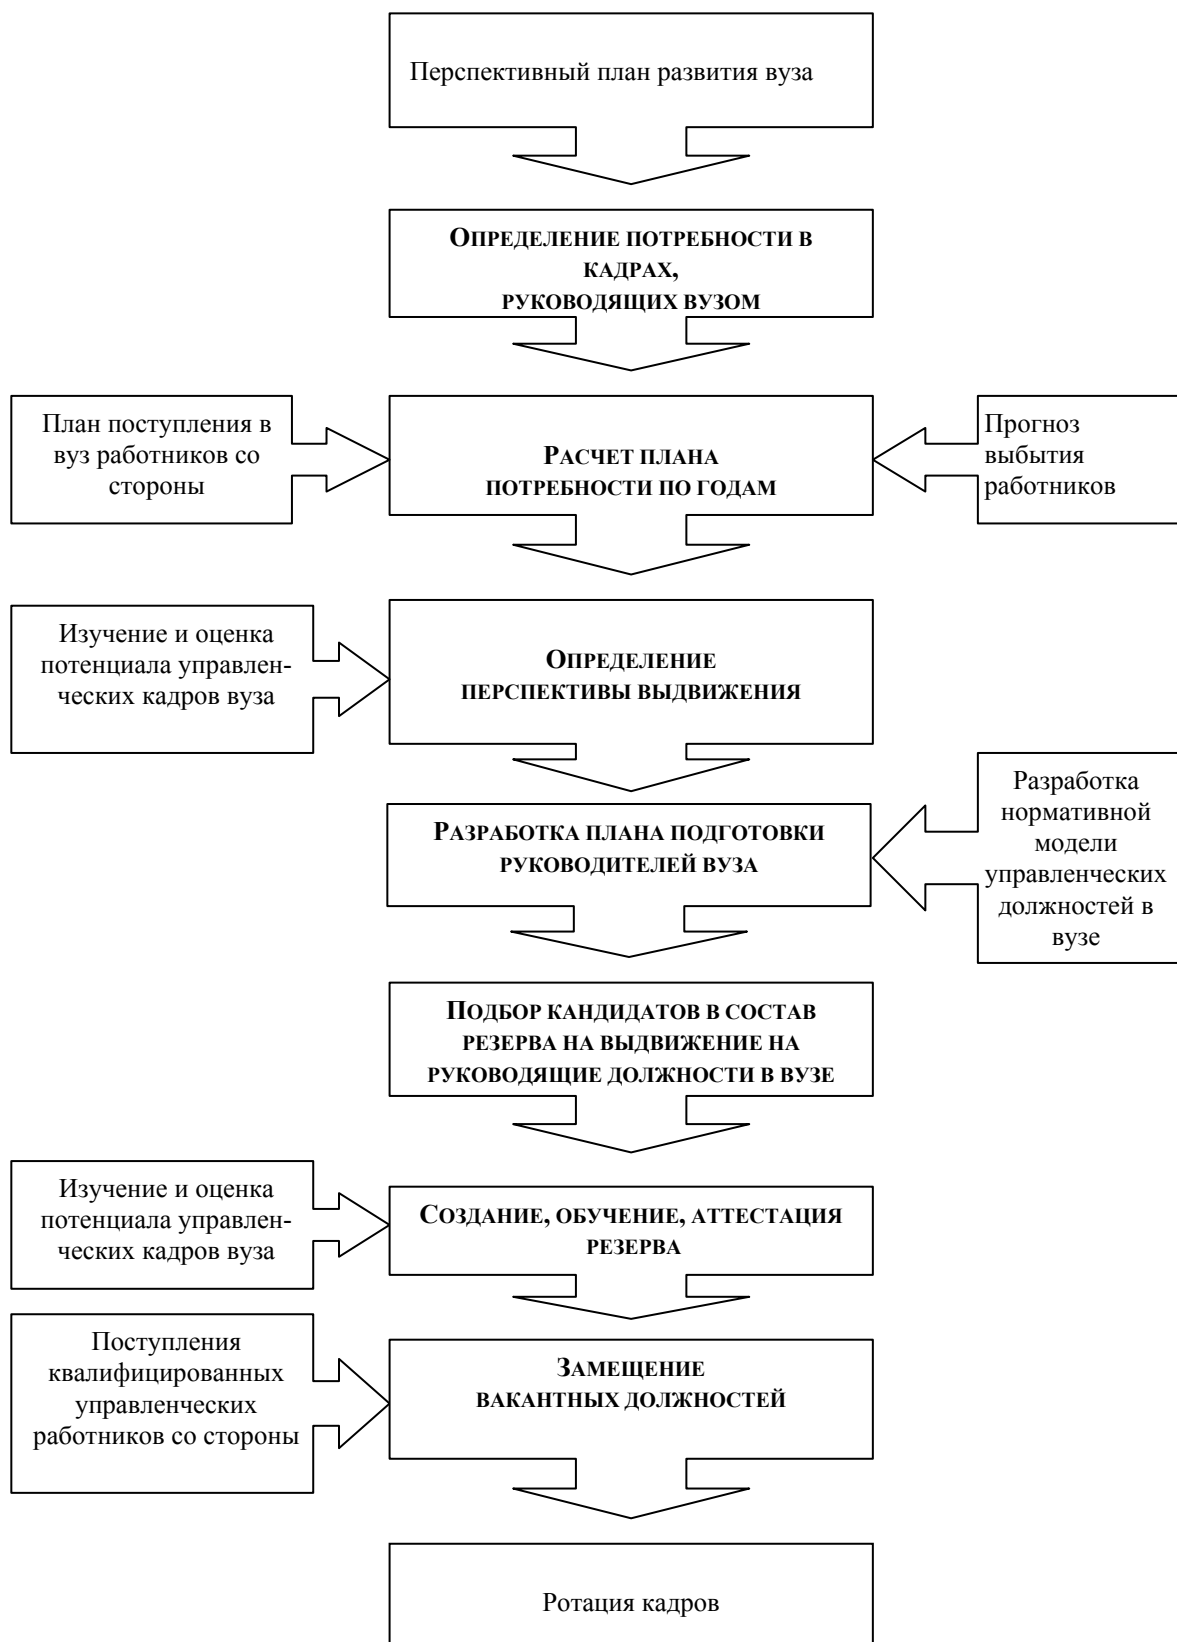 Перспективный план развития вуза
ОПРЕДЕЛЕНИЕ ПОТРЕБНОСТИ В
КАДРАХ,
РУКОВОДЯЩИХ ВУЗОМ
План поступления в
вуз работников со
стороны
РАСЧЕТ ПЛАНА
ПОТРЕБНОСТИ ПО ГОДАМ
Прогноз
выбытия
работников
Изучение и оценка
потенциала управлен-
ческих кадров вуза
ОПРЕДЕЛЕНИЕ
ПЕРСПЕКТИВЫ ВЫДВИЖЕНИЯ
РАЗРАБОТКА ПЛАНА ПОДГОТОВКИ
РУКОВОДИТЕЛЕЙ ВУЗА
Разработка
нормативной
модели
управленческих
должностей в
вузе
ПОДБОР КАНДИДАТОВ В СОСТАВ
РЕЗЕРВА НА ВЫДВИЖЕНИЕ НА
РУКОВОДЯЩИЕ ДОЛЖНОСТИ В ВУЗЕ
Изучение и оценка
потенциала управлен-
ческих кадров вуза
СОЗДАНИЕ, ОБУЧЕНИЕ, АТТЕСТАЦИЯ
РЕЗЕРВА
Поступления
квалифицированных
управленческих
работников со стороны
ЗАМЕЩЕНИЕ
ВАКАНТНЫХ ДОЛЖНОСТЕЙ
Ротация кадров